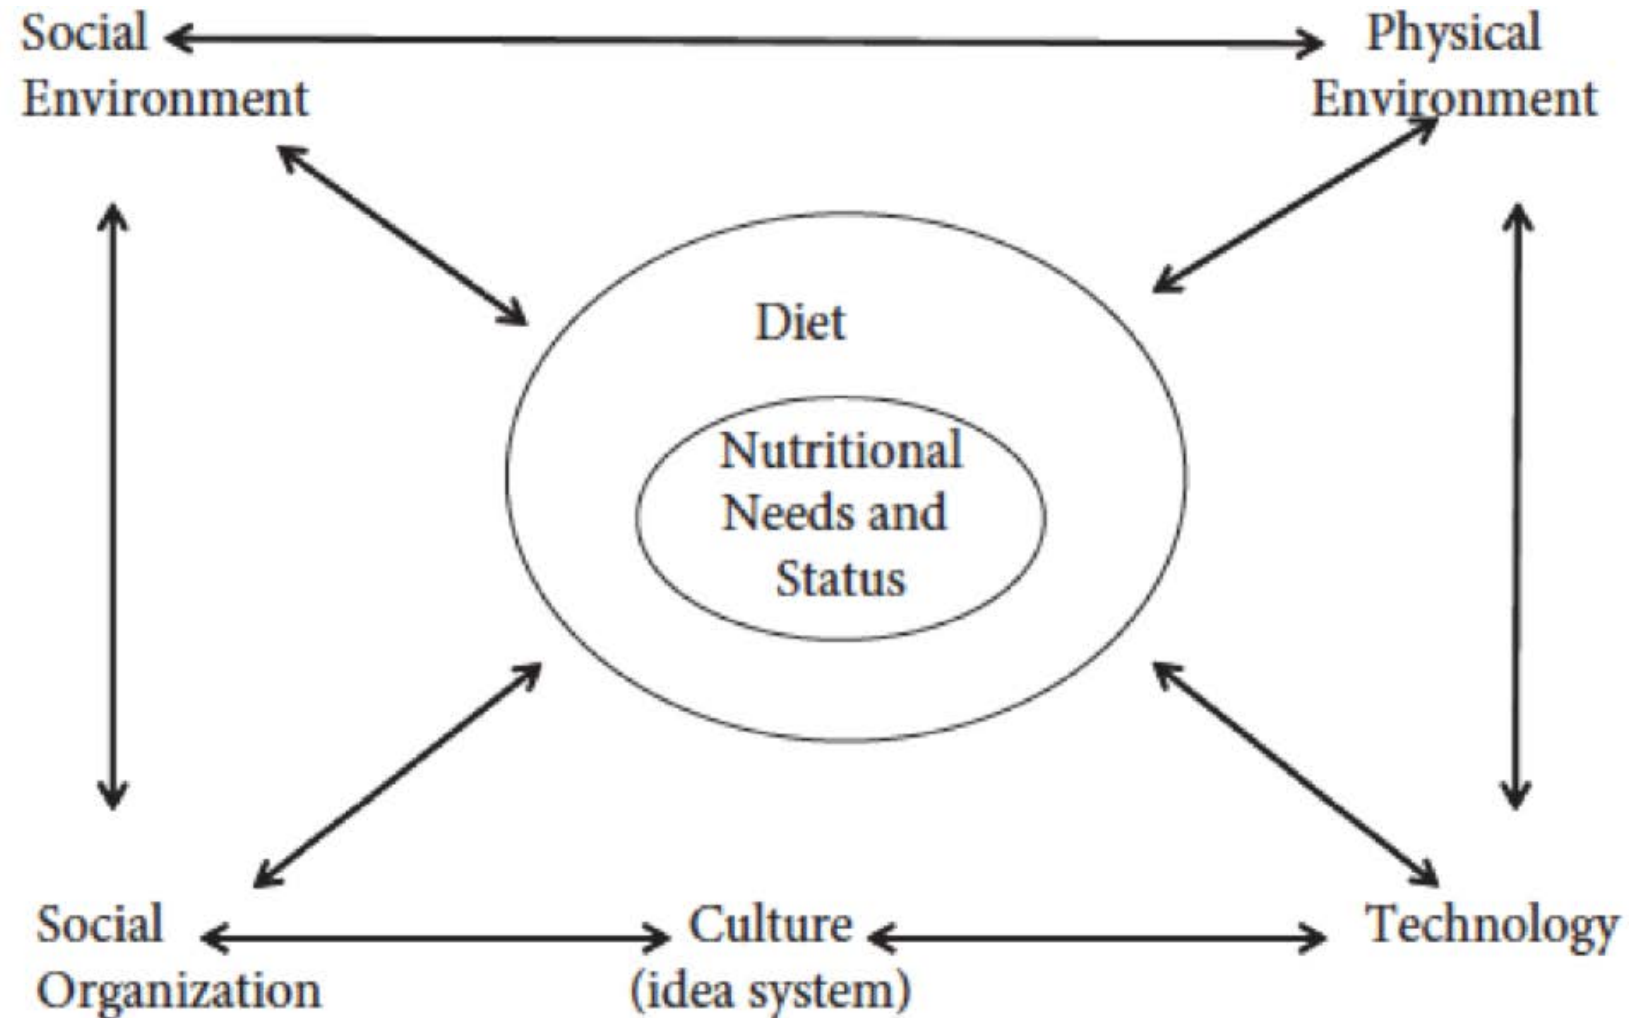 Social
Environment
Physical
Environment
Diet
Nutritional
Needs and
Status
Social
Organization
Culture
(idea system)
Technology